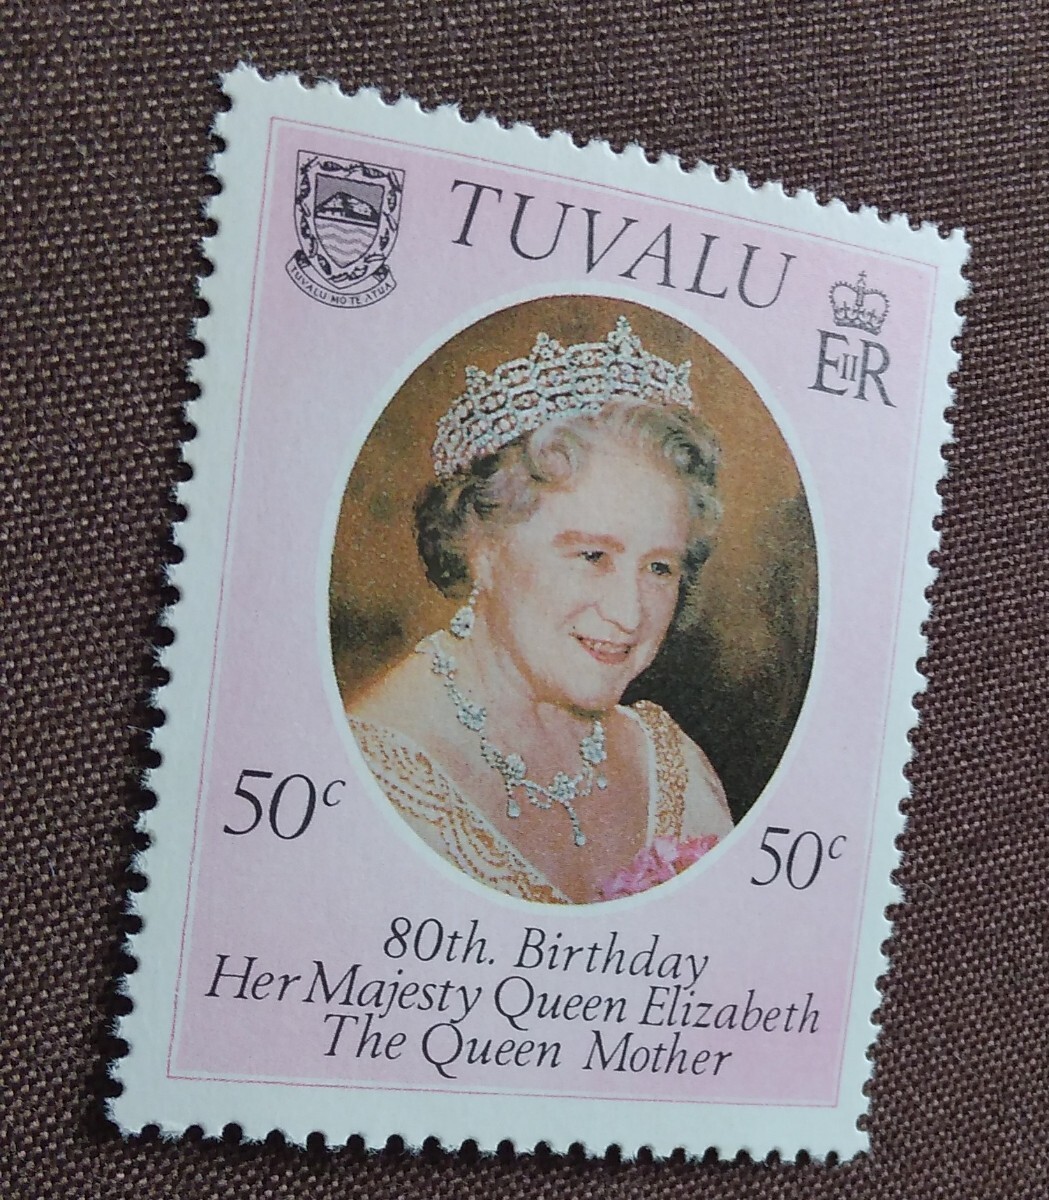 TUVALU
TUVALU MO TE ATUA
EIIR
50c
50c
80th. Birthday
Her Majesty Queen Elizabeth
The Queen Mother